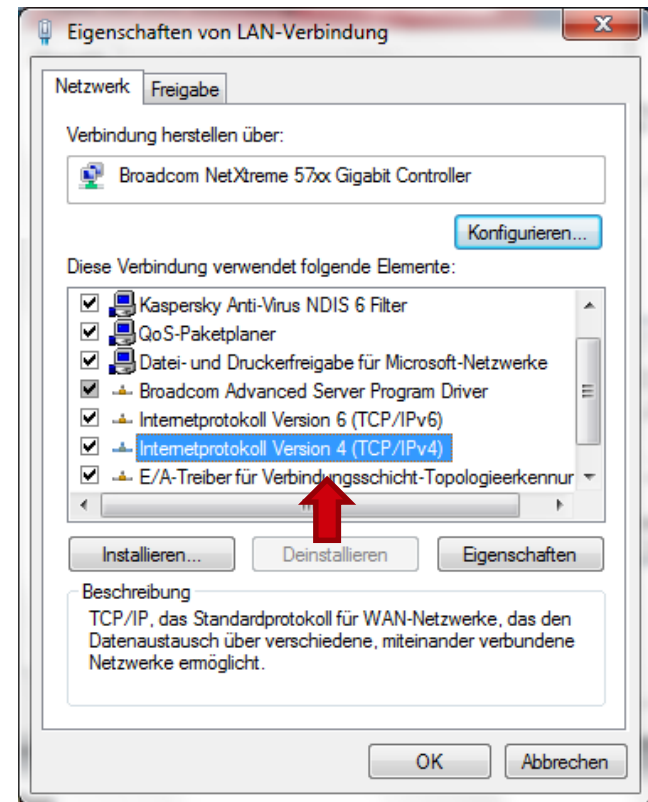 Eigenschaften von LAN-Verbindung
Netzwerk Freigabe
Verbindung herstellen über:
Broadcom NetXtreme 57xx Gigabit Controller
Konfigurieren...
Diese Verbindung verwendet folgende Elemente:
Kaspersky Anti-Virus NDIS 6 Filter
QoS-Paketplaner
Datei- und Druckerfreigabe für Microsoft-Netzwerke
Broadcom Advanced Server Program Driver
Internetprotokoll Version 6 (TCP/IPv6)
Internetprotokoll Version 4 (TCP/IPv4)
E/A-Treiber für Verbindungsschicht-Topologieerkennur
Installieren... Deinstallieren Eigenschaften
Beschreibung
TCP/IP, das Standardprotokoll für WAN-Netzwerke, das den
Datenaustausch über verschiedene, miteinander verbundene
Netzwerke ermöglicht.
OK Abbrechen